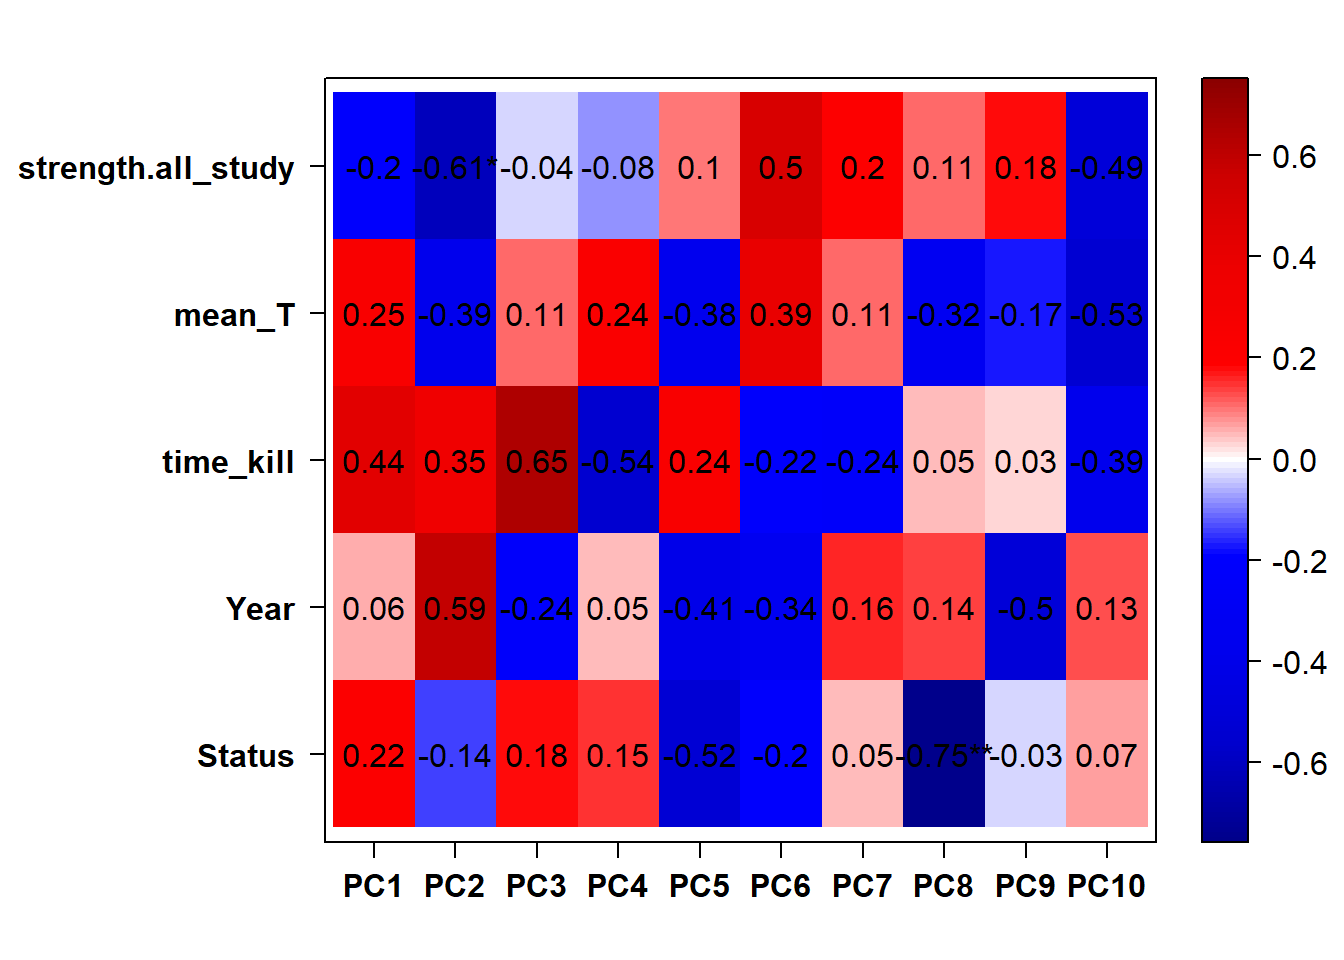 strength.all_study -0.2 -0.61* -0.04 -0.08 0.1 0.5 0.2 0.11 0.18 -0.49
mean_T 0.25 -0.39 0.11 0.24 -0.38 0.39 0.11 -0.32 -0.17 -0.53
time_kill 0.44 0.35 0.65 -0.54 0.24 -0.22 -0.24 0.05 0.03 -0.39
Year 0.06 0.59 -0.24 0.05 -0.41 -0.34 0.16 0.14 -0.5 0.13
Status 0.22 -0.14 0.18 0.15 -0.52 -0.2 0.05 -0.75** -0.03 0.07
PC1 PC2 PC3 PC4 PC5 PC6 PC7 PC8 PC9 PC10
0.6
0.4
0.2
0.0
-0.2
-0.4
-0.6